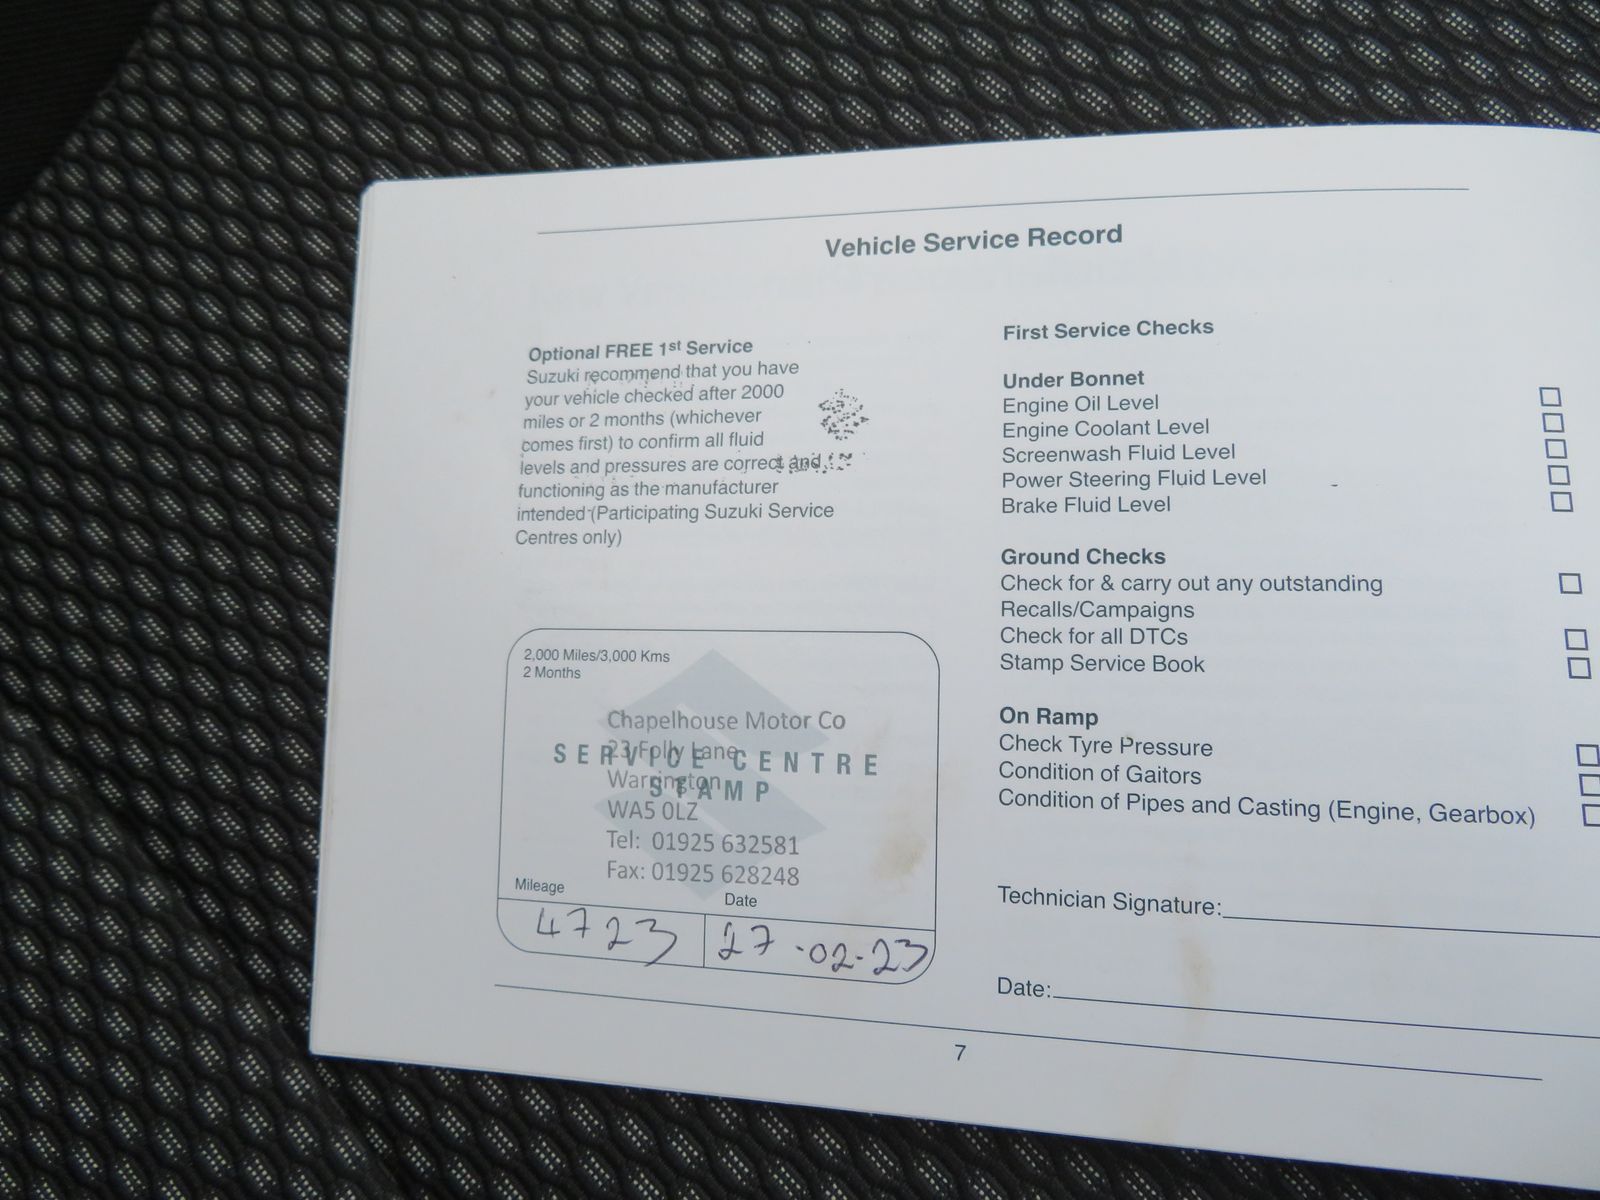 Vehicle Service Record
Optional FREE 1st Service
Suzuki recommend that you have
your vehicle checked after 2000
miles or 2 months (whichever
comes first) to confirm all fluid
levels and pressures are correct and
functioning as the manufacturer
intended (Participating Suzuki Service
Centres only)
2,000 Miles/3,000 Kms
2 Months
Chapelhouse Motor Co
23 Folly Lane
SERVICE CENTRE
Warrington
STAMP
WA5 0LZ
Tel: 01925 632581
Fax: 01925 628248
Mileage
Date
4723
27-02-23
First Service Checks
Under Bonnet
Engine Oil Level
Engine Coolant Level
Screenwash Fluid Level
Power Steering Fluid Level
Brake Fluid Level
Ground Checks
Check for & carry out any outstanding
Recalls/Campaigns
Check for all DTCs
Stamp Service Book
On Ramp
Check Tyre Pressure
Condition of Gaitors
Condition of Pipes and Casting (Engine, Gearbox)
Technician Signature:
Date:
7